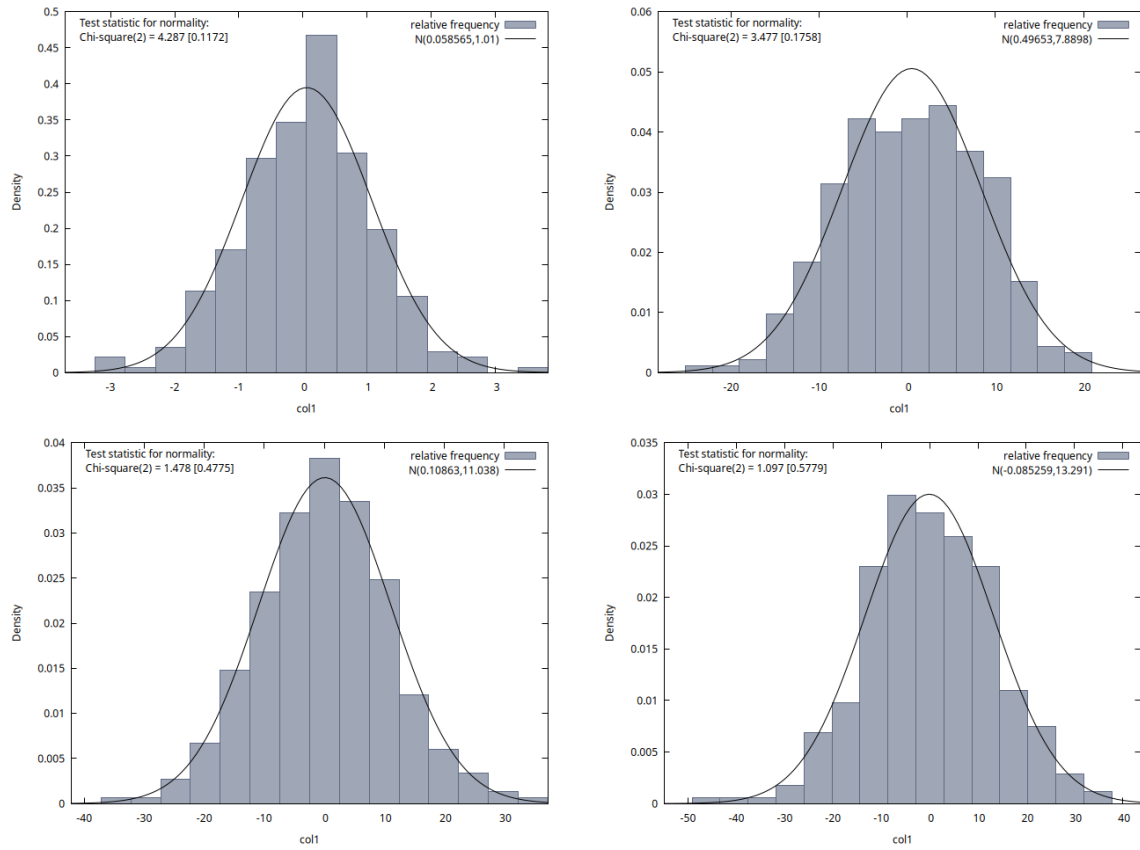 Test statistic for normality:
Chi-square(2) = 4.287 [0.1172]
relative frequency
N(0.058565,1.01)
0.5
0.45
0.4
0.35
0.3
0.25
0.2
0.15
0.1
0.05
0
Density
-3 -2 -1 0 1 2 3
col1
Test statistic for normality:
Chi-square(2) = 3.477 [0.1758]
relative frequency
N(0.49653,7.8898)
0.06
0.05
0.04
0.03
0.02
0.01
0
Density
-20 -10 0 10 20
col1
Test statistic for normality:
Chi-square(2) = 1.478 [0.4775]
relative frequency
N(0.10863,11.038)
0.04
0.035
0.03
0.025
0.02
0.015
0.01
0.005
0
Density
-40 -30 -20 -10 0 10 20 30
col1
Test statistic for normality:
Chi-square(2) = 1.097 [0.5779]
relative frequency
N(-0.085259,13.291)
0.035
0.03
0.025
0.02
0.015
0.01
0.005
0
Density
-50 -40 -30 -20 -10 0 10 20 30 40
col1